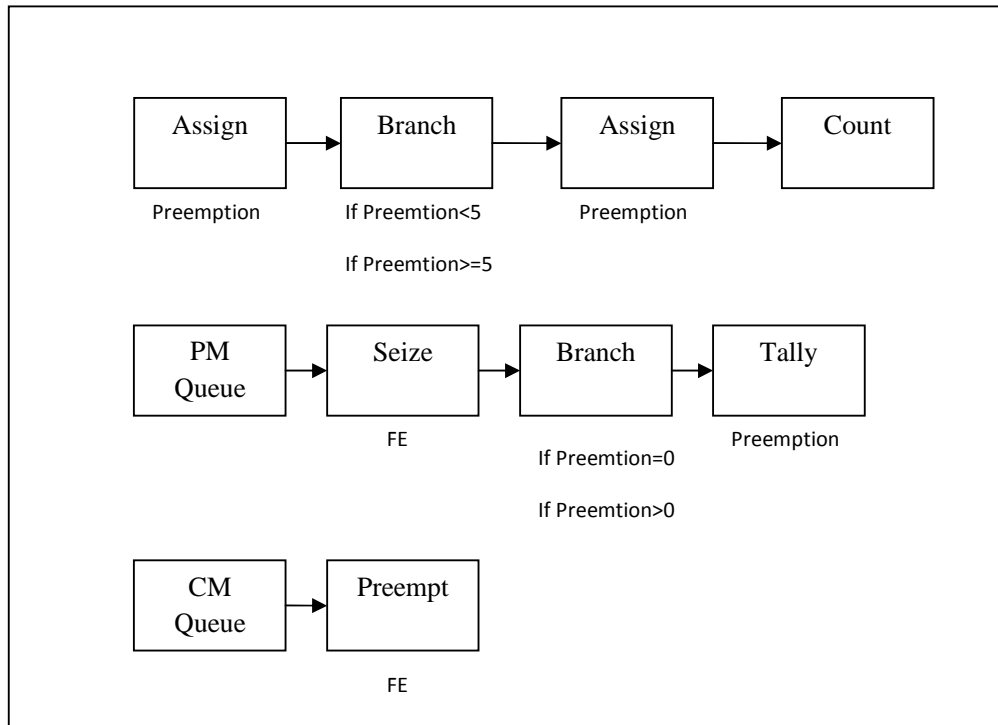 Assign
Branch
Assign
Count
Preemption
If Preemtion<5
Preemption
If Preemtion>=5
PM
Queue
Seize
Branch
Tally
FE
Preemption
If Preemtion=0
If Preemtion>0
CM
Queue
Preempt
FE